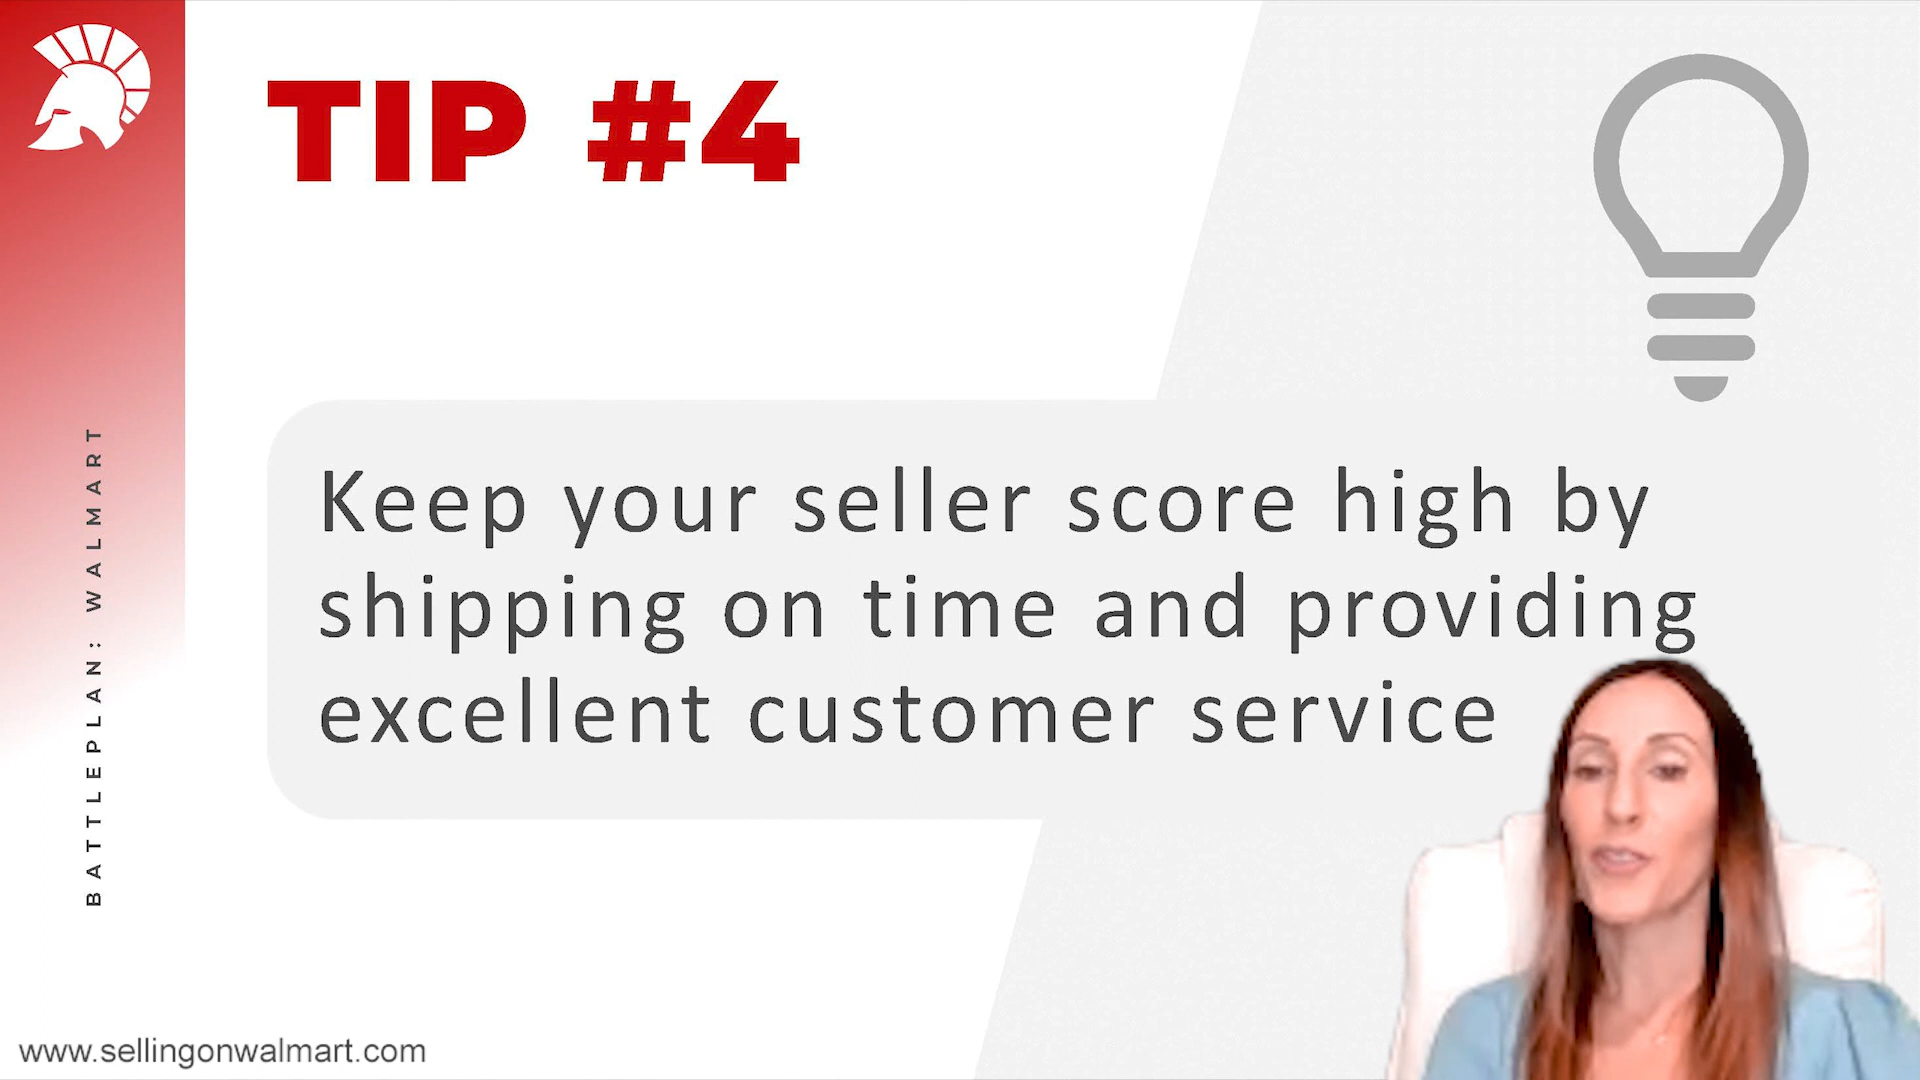 TIP #4
Keep your seller score high by
shipping on time and providing
excellent customer service
BATTLEPLAN: WALMART
www.sellingonwalmart.com